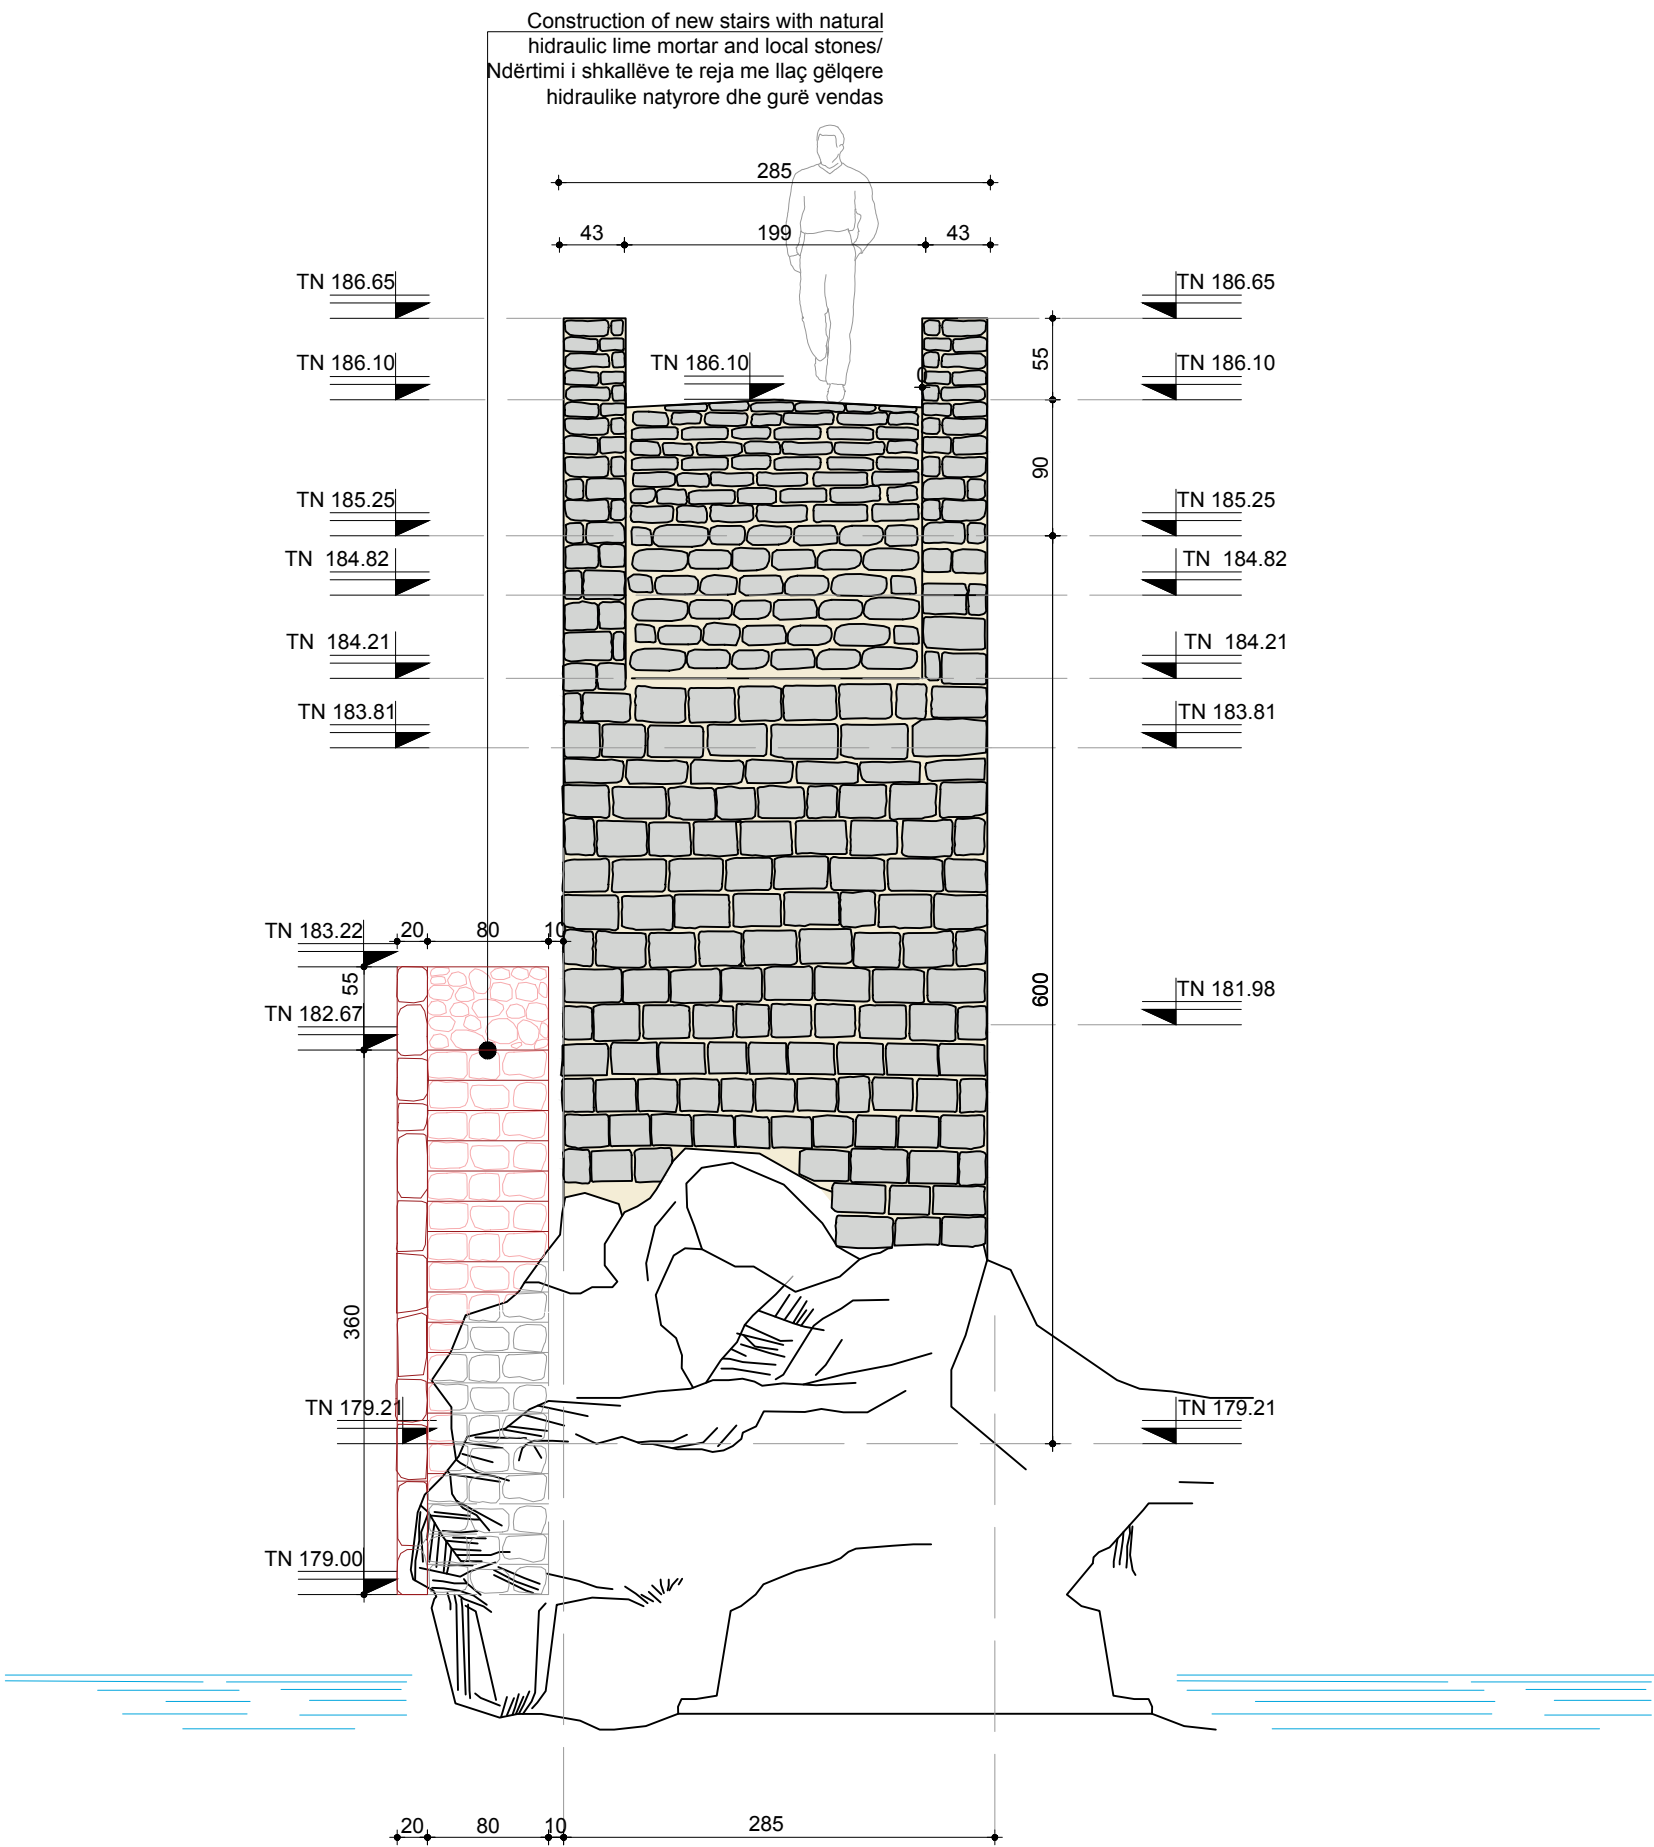 Construction of new stairs with natural
hidraulic lime mortar and local stones/
Ndërtimi i shkallëve te reja me llaç gëlqere
hidraulike natyrore dhe gurë vendas
285
43 199 43
TN 186.65 TN 186.65
TN 186.10 TN 186.10 TN 186.10
55
0
90
TN 185.25 TN 185.25
TN 184.82 TN 184.82
TN 184.21 TN 184.21
TN 183.81 TN 183.81
TN 183.22 20 80 10
55
600
TN 181.98
TN 182.67
360
TN 179.21 TN 179.21
TN 179.00
20 80 10 285